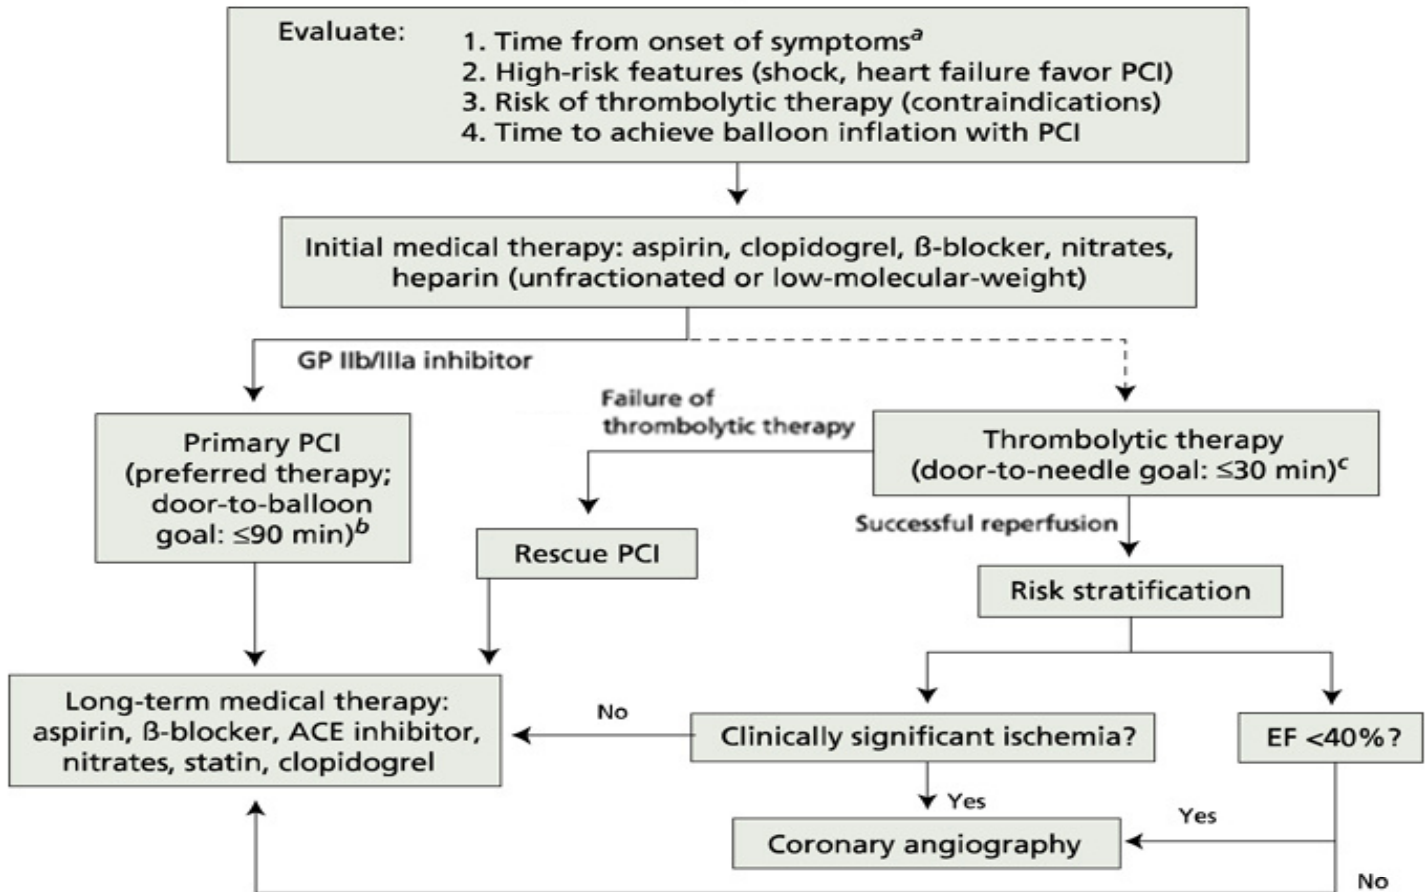 Evaluate:
1. Time from onset of symptomsᵃ
2. High-risk features (shock, heart failure favor PCI)
3. Risk of thrombolytic therapy (contraindications)
4. Time to achieve balloon inflation with PCI
Initial medical therapy: aspirin, clopidogrel, ß-blocker, nitrates,
heparin (unfractionated or low-molecular-weight)
GP IIb/IIIa inhibitor
Primary PCI
(preferred therapy;
door-to-balloon
goal: ≤90 min)ᵇ
Failure of
thrombolytic therapy
Thrombolytic therapy
(door-to-needle goal: ≤30 min)ᶜ
Rescue PCI
Successful reperfusion
Risk stratification
Long-term medical therapy:
aspirin, ß-blocker, ACE inhibitor,
nitrates, statin, clopidogrel
No
Clinically significant ischemia?
EF <40%?
Yes
Coronary angiography
Yes
No